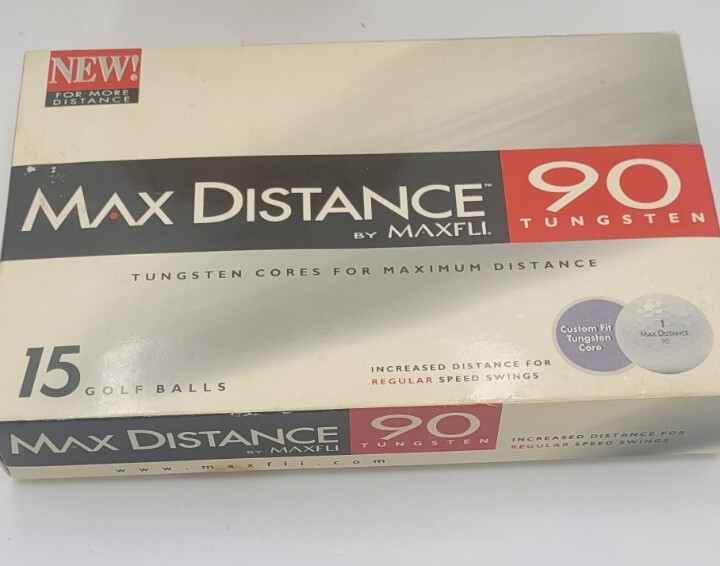 NEW!
FOR MORE
DISTANCE
MAX DISTANCE™
BY MAXFLI.
90
TUNGSTEN
TUNGSTEN CORES FOR MAXIMUM DISTANCE
15 GOLF BALLS
INCREASED DISTANCE FOR
REGULAR SPEED SWINGS
Custom Fit
Tungsten
Core
1
MAX DISTANCE
90
MAX DISTANCE
BY MAXFLI
90
TUNGSTEN
INCREASED DISTANCE FOR
REGULAR SPEED SWINGS
www.maxfli.com